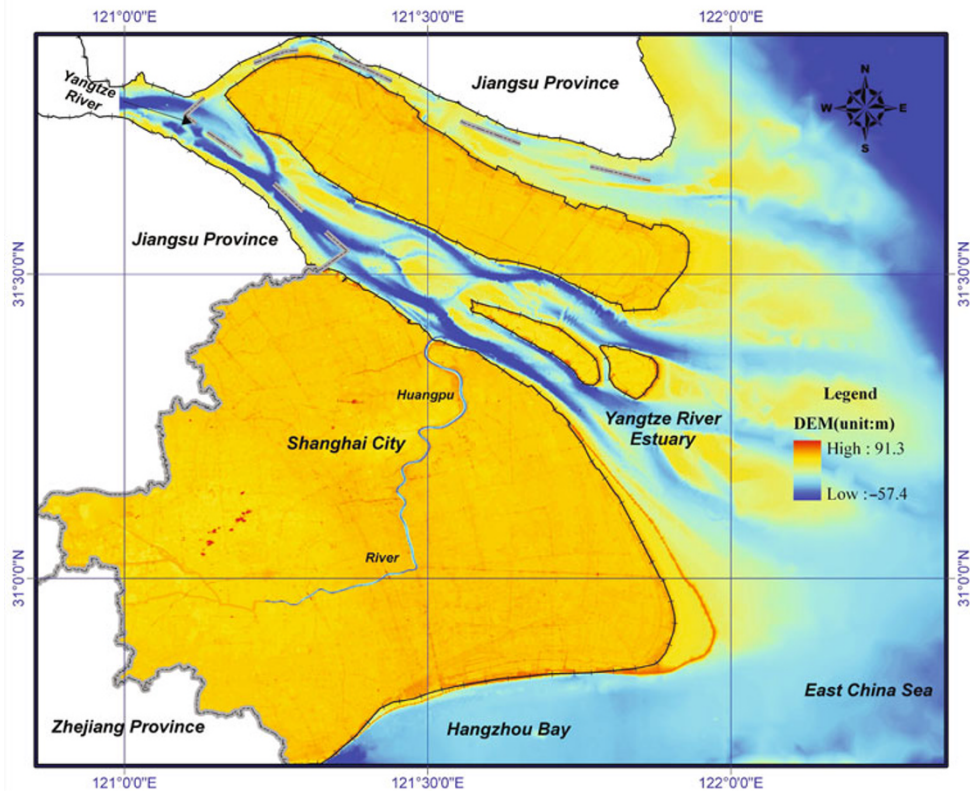 121°0'0"E
121°30'0"E
122°0'0"E
Jiangsu Province
Yangtze
River
N
W
E
S
Jiangsu Province
31°30'0"N
31°30'0"N
Huangpu
Legend
DEM(unit:m)
High : 91.3
Low :-57.4
Yangtze River
Estuary
Shanghai City
River
31°0'0"N
31°0'0"N
East China Sea
Zhejiang Province
Hangzhou Bay
121°0'0"E
121°30'0"E
122°0'0"E